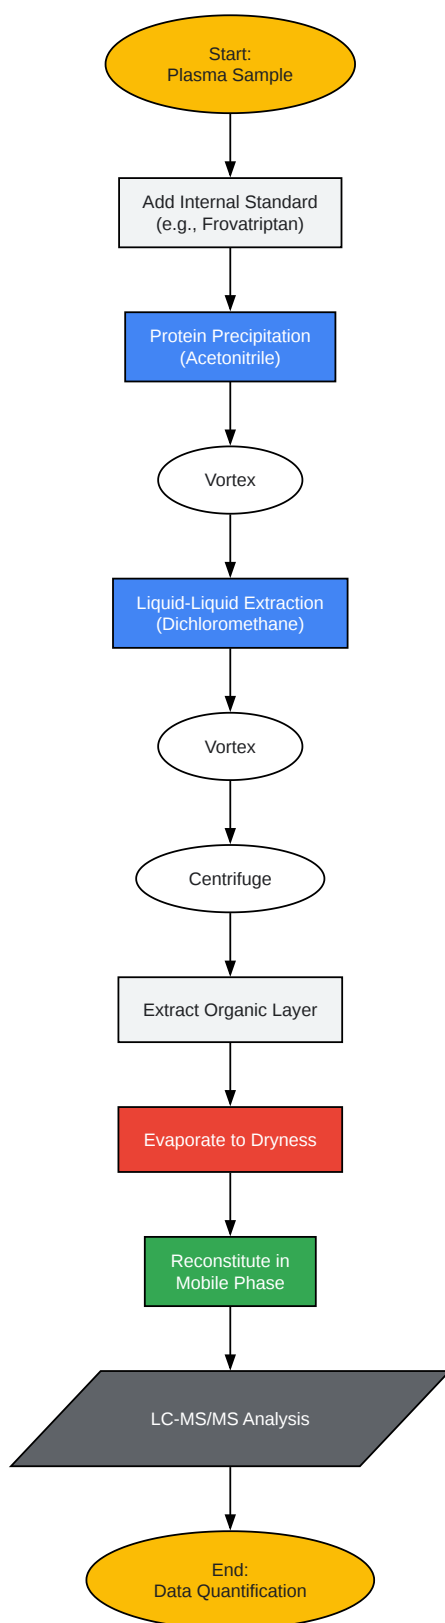 Start:
Plasma Sample
Add Internal Standard
(e.g., Frovatriptan)
Protein Precipitation
(Acetonitrile)
Vortex
Liquid-Liquid Extraction
(Dichloromethane)
Vortex
Centrifuge
Extract Organic Layer
Evaporate to Dryness
Reconstitute in
Mobile Phase
LC-MS/MS Analysis
End:
Data Quantification